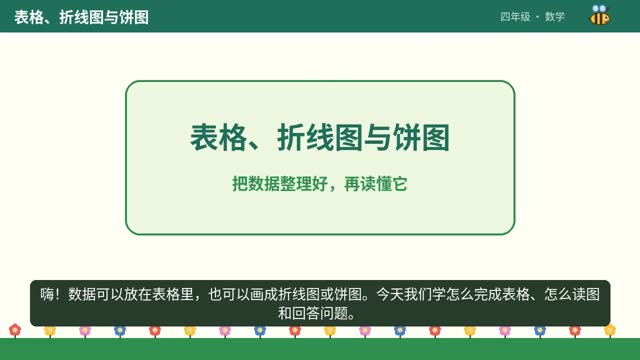 表格、折线图与饼图
四年级 · 数学
表格、折线图与饼图
把数据整理好，再读懂它
嗨！数据可以放在表格里，也可以画成折线图或饼图。今天我们学怎么完成表格、怎么读图
和回答问题。